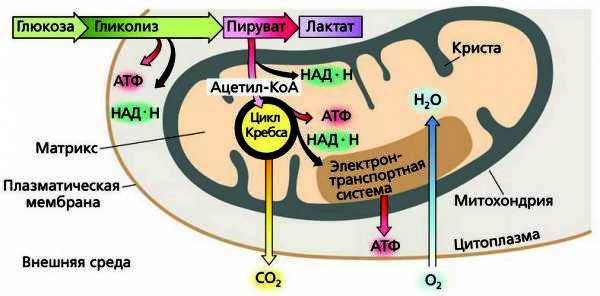 Глюкоза Гликолиз Пируват Лактат
АТФ
НАД · Н
Ацетил-КоА
НАД · Н
Криста
Цикл
Кребса
АТФ
НАД · Н
H₂O
Матрикс
Электрон-
транспортная
система
Плазматическая
мембрана
Митохондрия
АТФ
Цитоплазма
Внешняя среда
CO₂
O₂